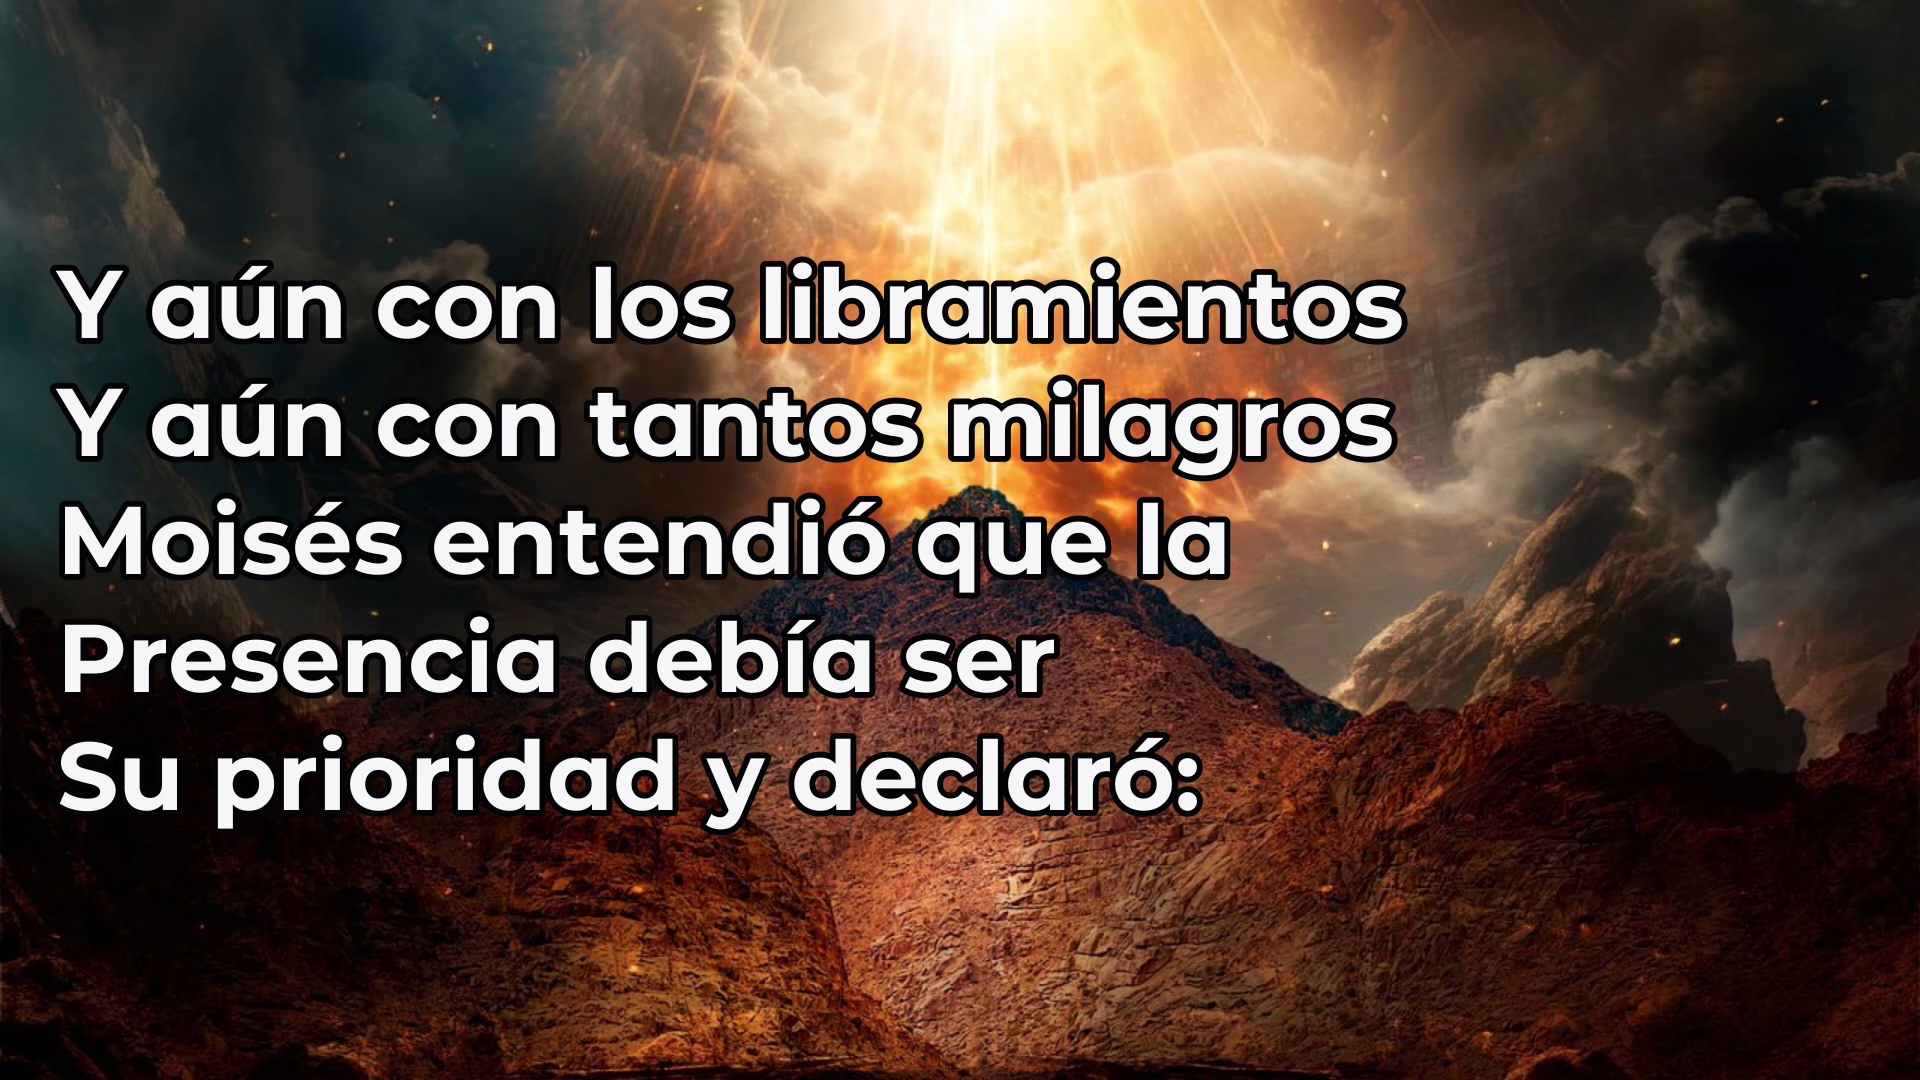 Y aún con los libramientos
Y aún con tantos milagros
Moisés entendió que la
Presencia debía ser
Su prioridad y declaró: